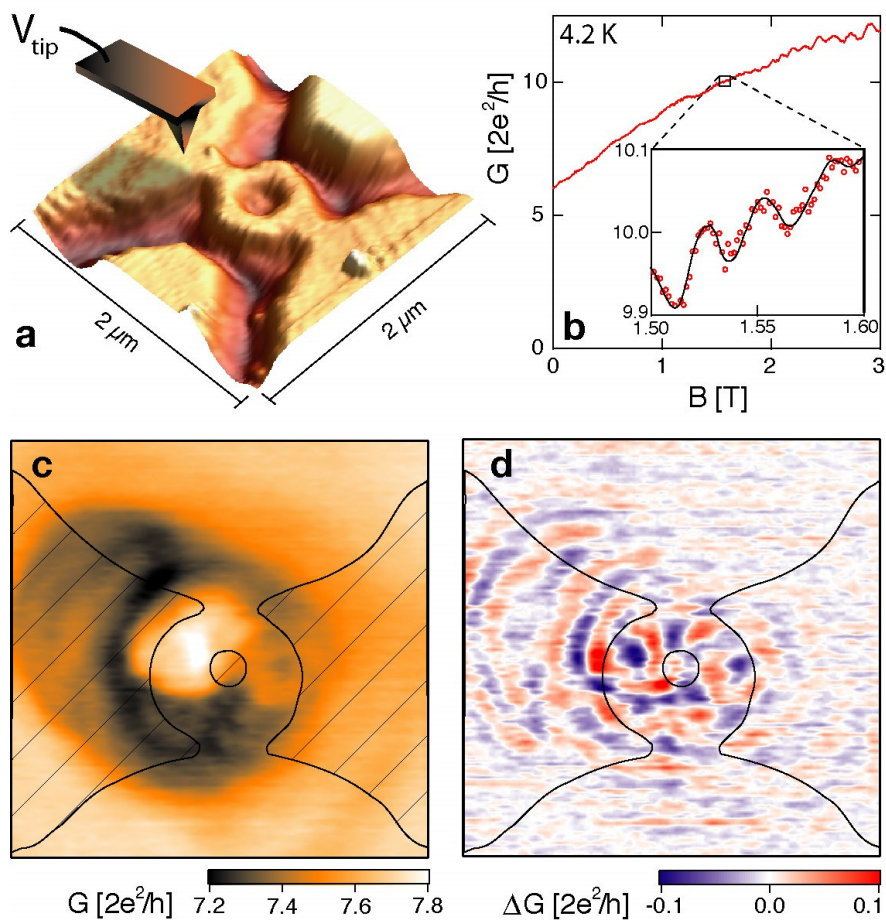 V_tip
2 µm
2 µm
a
4.2 K
G [2e²/h]
10
5
0
10.1
10.0
9.9
1.50
1.55
1.60
b
0
1
2
3
B [T]
c
d
G [2e²/h]
7.2
7.4
7.6
7.8
ΔG [2e²/h]
-0.1
0.0
0.1